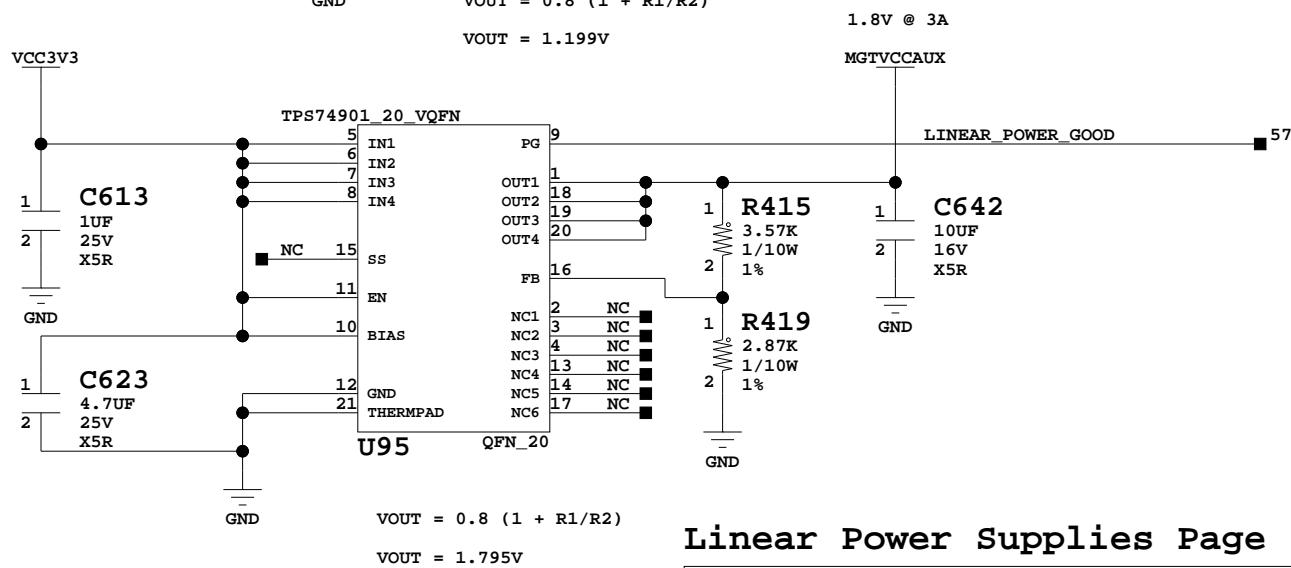 GND
VOUT = 0.8 (1 + R1/R2)
VOUT = 1.199V
1.8V @ 3A
VCC3V3
MGTVCCAUX
TPS74901_20_VQFN
5 IN1
6 IN2
7 IN3
8 IN4
NC 15 SS
11 EN
10 BIAS
12 GND
21 THERMPAD
PG 9
LINEAR_POWER_GOOD 57
OUT1 1
OUT2 18
OUT3 19
OUT4 20
FB 16
NC1 2 NC
NC2 3 NC
NC3 4 NC
NC4 13 NC
NC5 14 NC
NC6 17 NC
U95
QFN_20
1
2
C613
1UF
25V
X5R
GND
1
2
C623
4.7UF
25V
X5R
GND
1
2
R415
3.57K
1/10W
1%
1
2
R419
2.87K
1/10W
1%
GND
1
2
C642
10UF
16V
X5R
GND
VOUT = 0.8 (1 + R1/R2)
VOUT = 1.795V
Linear Power Supplies Page